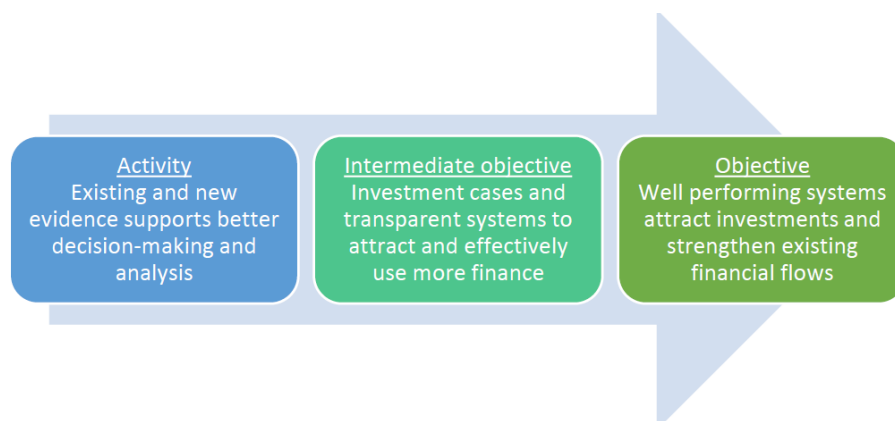 Activity
Existing and new
evidence supports better
decision-making and
analysis
Intermediate objective
Investment cases and
transparent systems to
attract and effectively
use more finance
Objective
Well performing systems
attract investments and
strengthen existing
financial flows